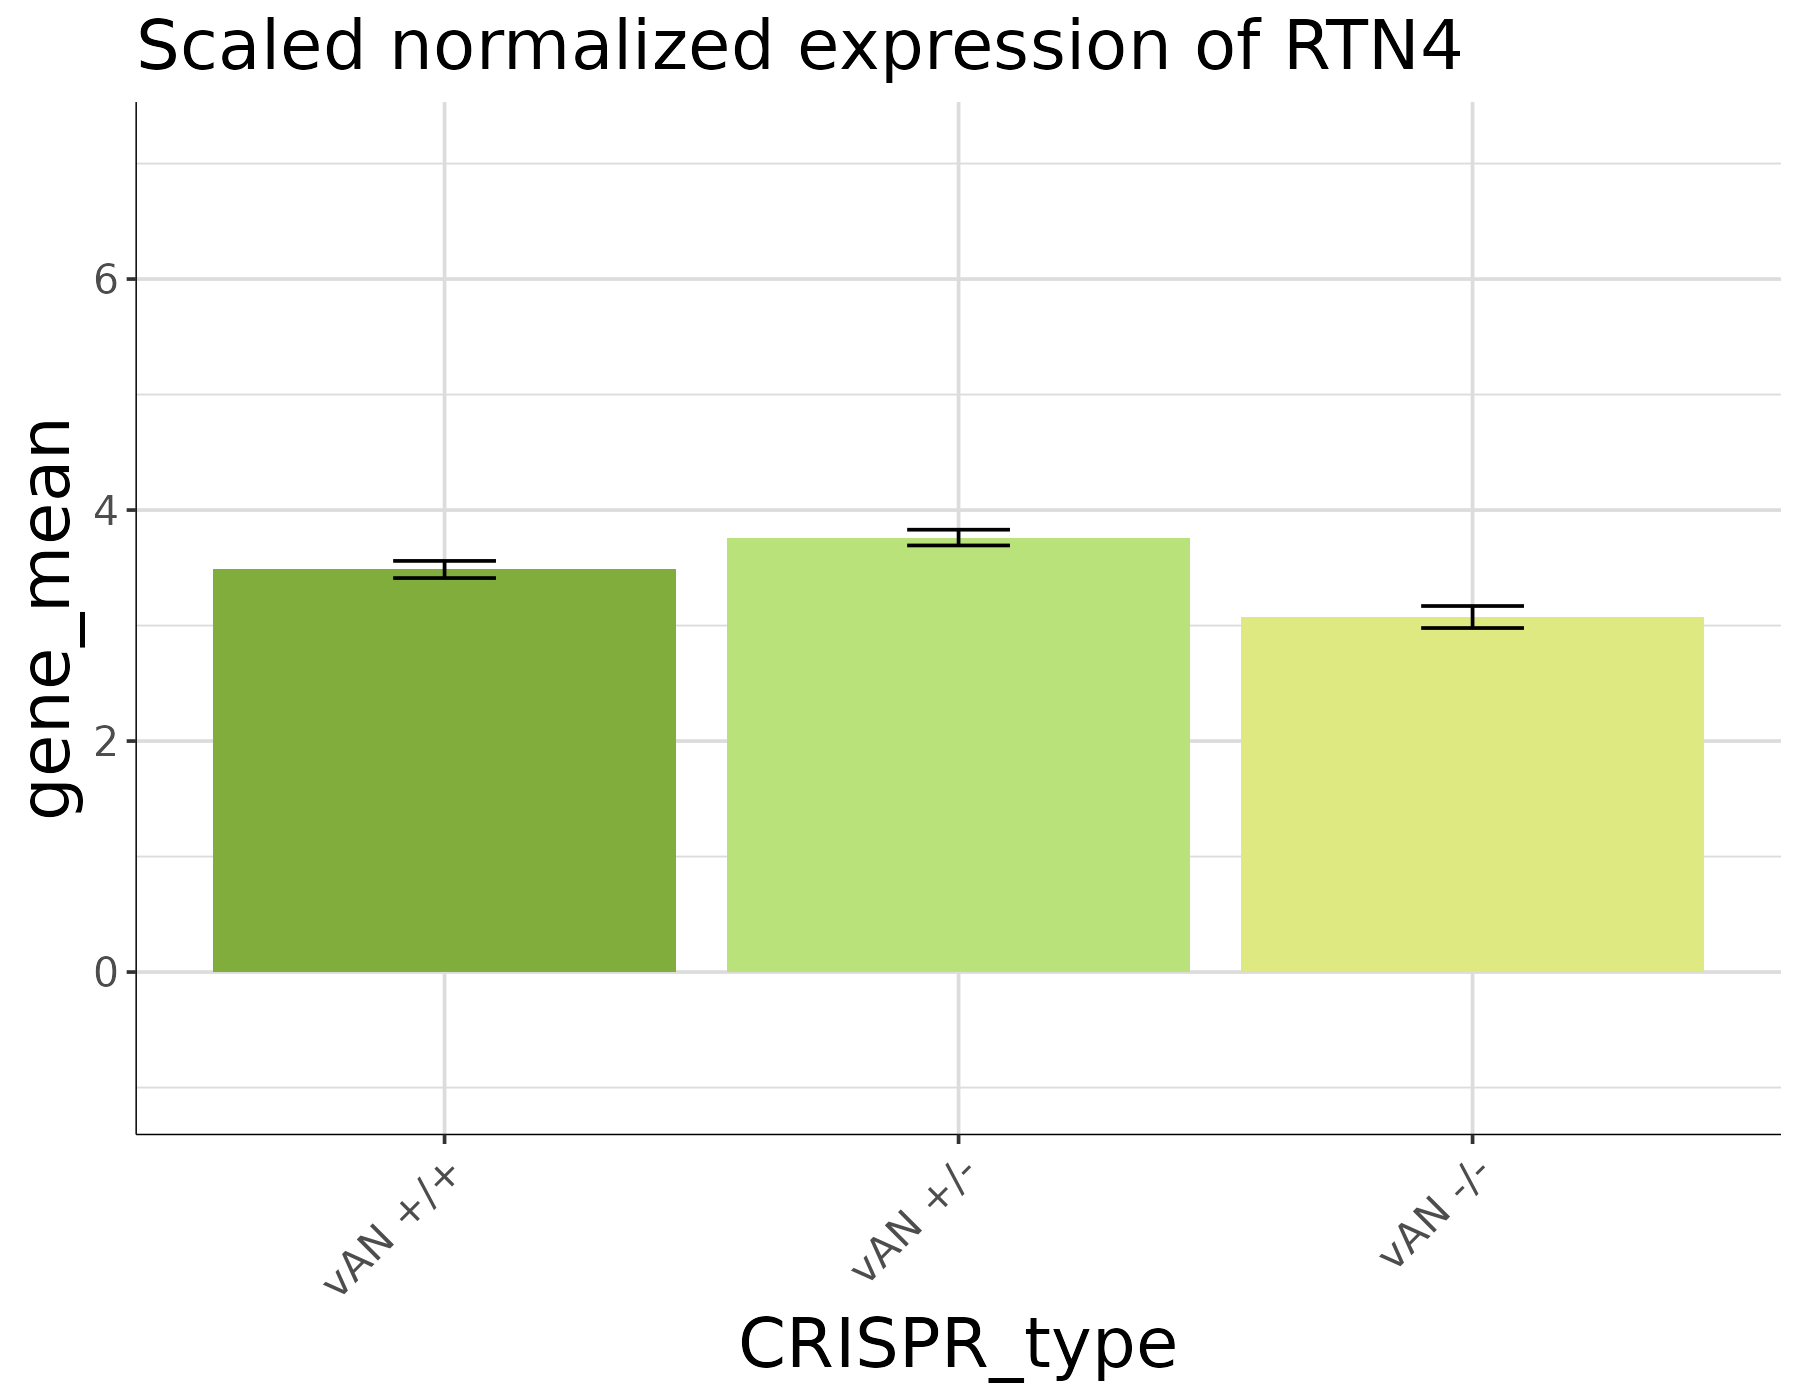 Scaled normalized expression of RTN4
gene_mean
6
4
2
0
vAN +/+
vAN +/-
vAN -/-
CRISPR_type